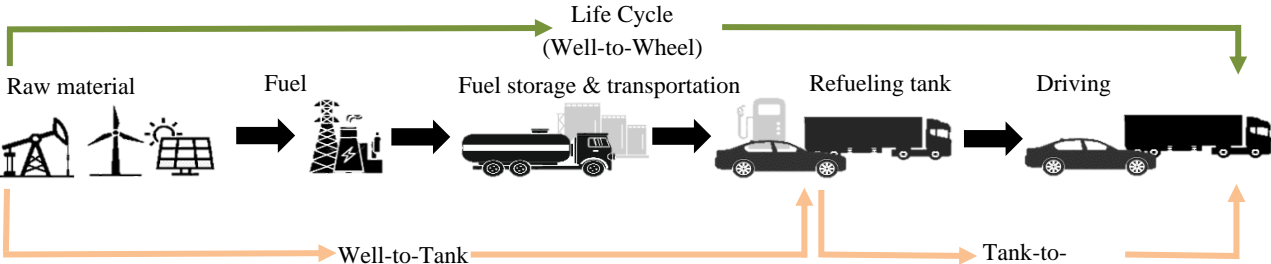 Life Cycle
(Well-to-Wheel)
Raw material
Fuel
Fuel storage & transportation
Refueling tank
Driving
Well-to-Tank
Tank-to-